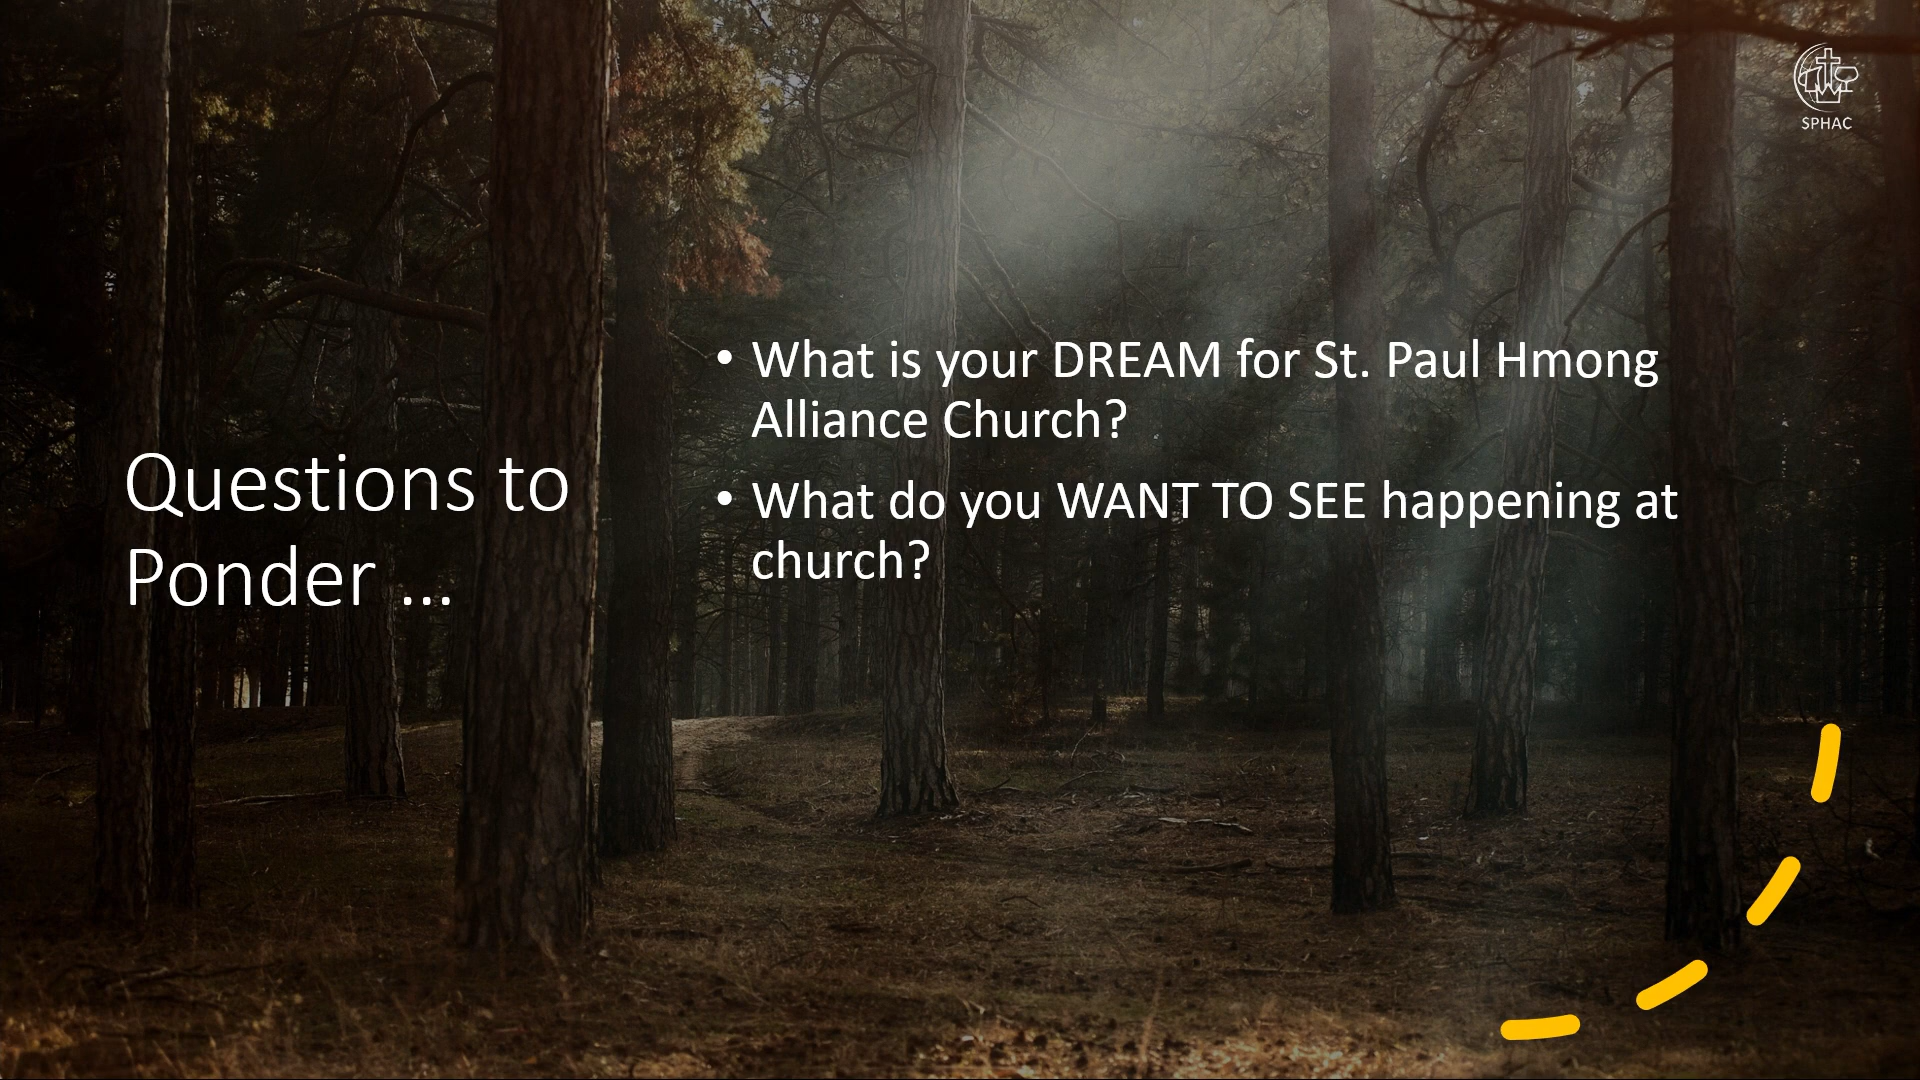 SPHAC
Questions to
Ponder ...
• What is your DREAM for St. Paul Hmong
Alliance Church?
• What do you WANT TO SEE happening at
church?